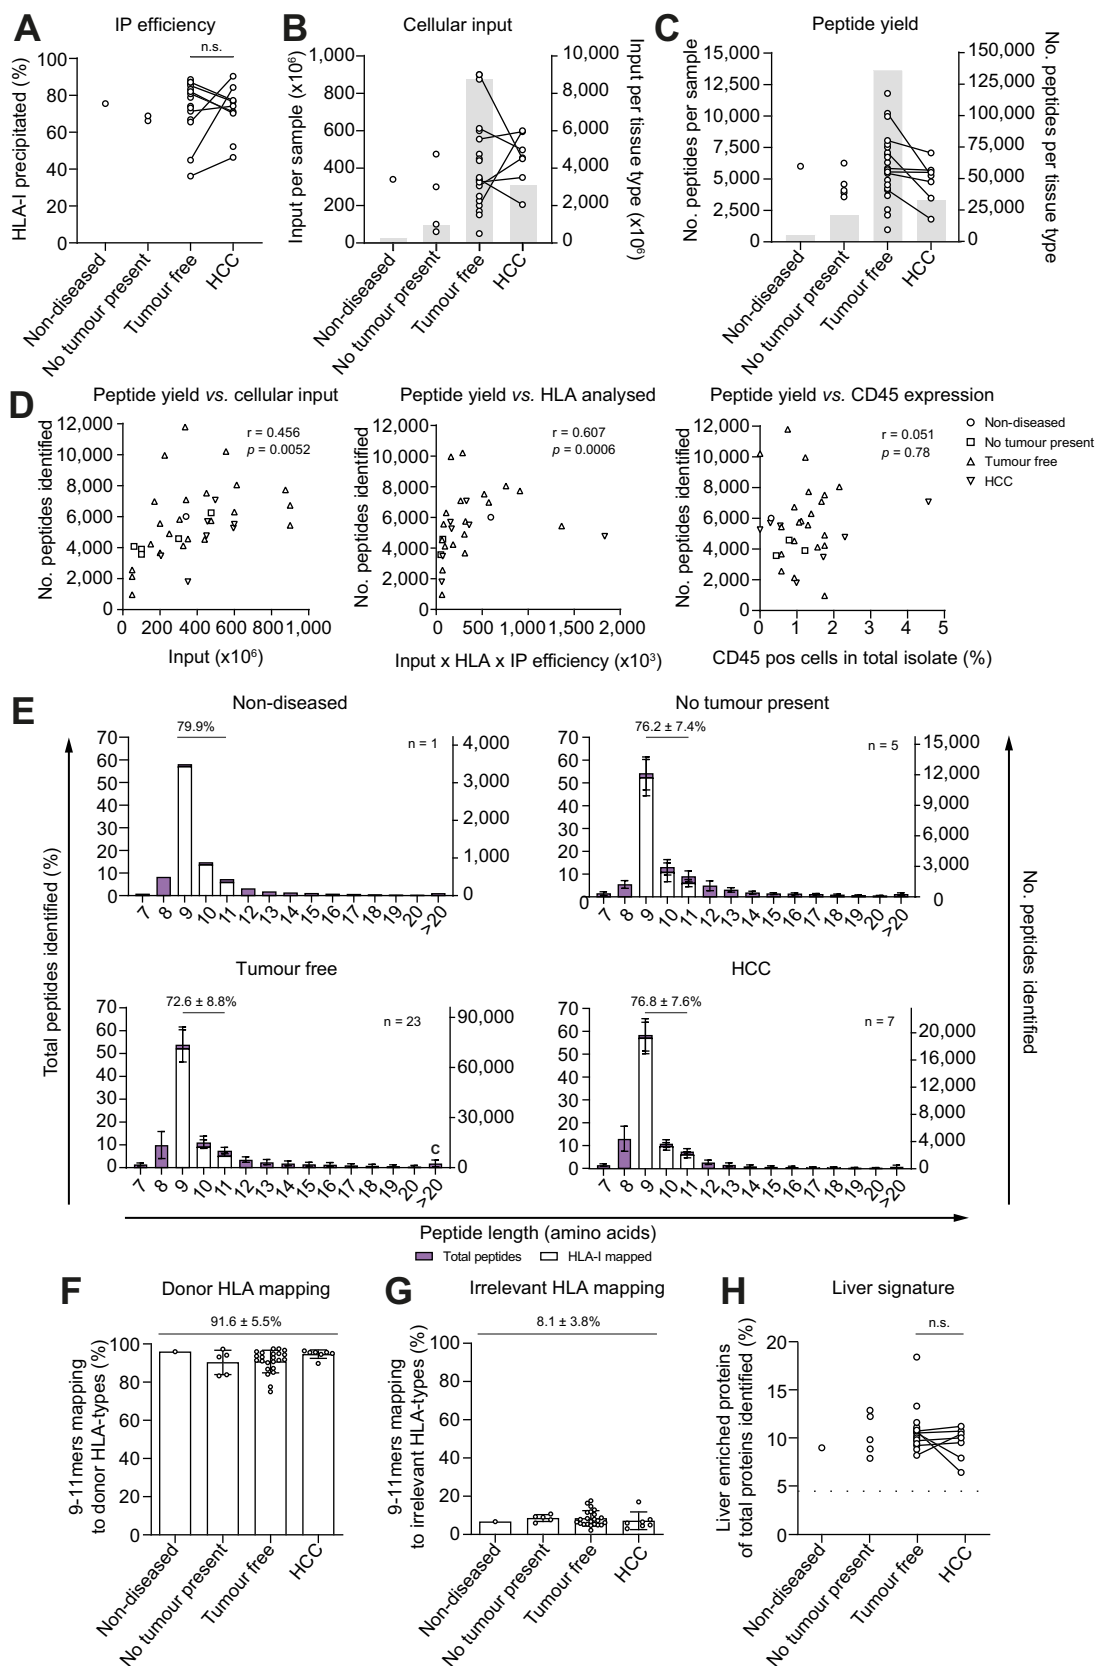 A
IP efficiency
n.s.
HLA-I precipitated (%)
100
80
60
40
20
0
Non-diseased
No tumour present
Tumour free
HCC
B
Cellular input
Input per sample (x10⁶)
1,000
800
600
400
200
0
10,000
8,000
6,000
4,000
2,000
0
Input per tissue type (x10⁶)
Non-diseased
No tumour present
Tumour free
HCC
C
Peptide yield
No. peptides per sample
15,000
12,500
10,000
7,500
5,000
2,500
0
150,000
125,000
100,000
75,000
50,000
25,000
0
No. peptides per tissue type
Non-diseased
No tumour present
Tumour free
HCC
D
Peptide yield vs. cellular input
No. peptides identified
12,000
10,000
8,000
6,000
4,000
2,000
0
r = 0.456
p = 0.0052
0 200 400 600 800 1,000
Input (x10⁶)
Peptide yield vs. HLA analysed
No. peptides identified
12,000
10,000
8,000
6,000
4,000
2,000
0
r = 0.607
p = 0.0006
0 500 1,000 1,500 2,000
Input x HLA x IP efficiency (x10³)
Peptide yield vs. CD45 expression
No. peptides identified
12,000
10,000
8,000
6,000
4,000
2,000
0
r = 0.051
p = 0.78
0 1 2 3 4 5
CD45 pos cells in total isolate (%)
Non-diseased
No tumour present
Tumour free
HCC
E
Total peptides identified (%)
Non-diseased
79.9%
n = 1
70
60
50
40
30
20
10
0
4,000
3,000
2,000
1,000
0
7 8 9 10 11 12 13 14 15 16 17 18 19 20 >20
No tumour present
76.2 ± 7.4%
n = 5
70
60
50
40
30
20
10
0
15,000
12,000
9,000
6,000
3,000
0
7 8 9 10 11 12 13 14 15 16 17 18 19 20 >20
No. peptides identified
Tumour free
72.6 ± 8.8%
n = 23
70
60
50
40
30
20
10
0
90,000
60,000
30,000
0
C
7 8 9 10 11 12 13 14 15 16 17 18 19 20 >20
HCC
76.8 ± 7.6%
n = 7
70
60
50
40
30
20
10
0
20,000
16,000
12,000
8,000
4,000
0
7 8 9 10 11 12 13 14 15 16 17 18 19 20 >20
Peptide length (amino acids)
Total peptides HLA-I mapped
F
Donor HLA mapping
91.6 ± 5.5%
9-11mers mapping
to donor HLA-types (%)
100
80
60
40
20
0
Non-diseased
No tumour present
Tumour free
HCC
G
Irrelevant HLA mapping
8.1 ± 3.8%
9-11mers mapping
to irrelevant HLA-types (%)
100
80
60
40
20
0
Non-diseased
No tumour present
Tumour free
HCC
H
Liver signature
n.s.
Liver enriched proteins
of total proteins identified (%)
20
15
10
5
0
Non-diseased
No tumour present
Tumour free
HCC